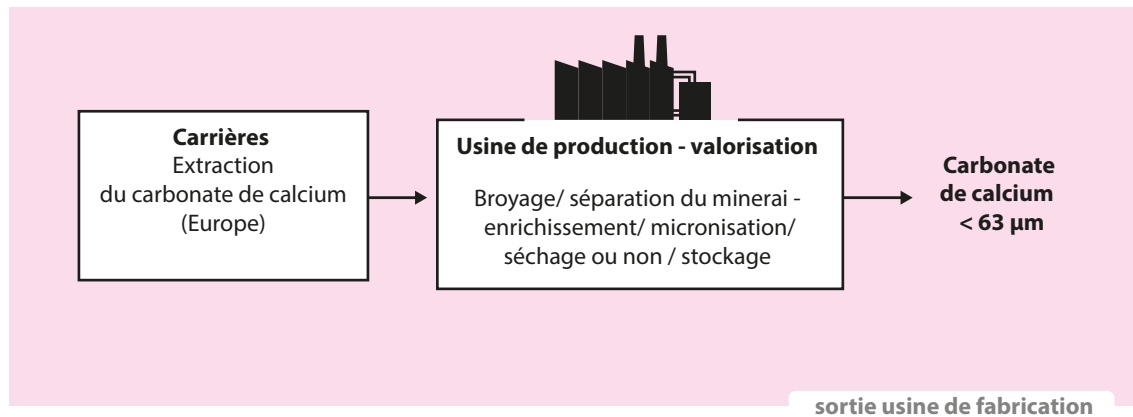 Carrières
Extraction
du carbonate de calcium
(Europe)
Usine de production - valorisation
Broyage/ séparation du minerai -
enrichissement/ micronisation/
séchage ou non / stockage
Carbonate
de calcium
< 63 µm
sortie usine de fabrication